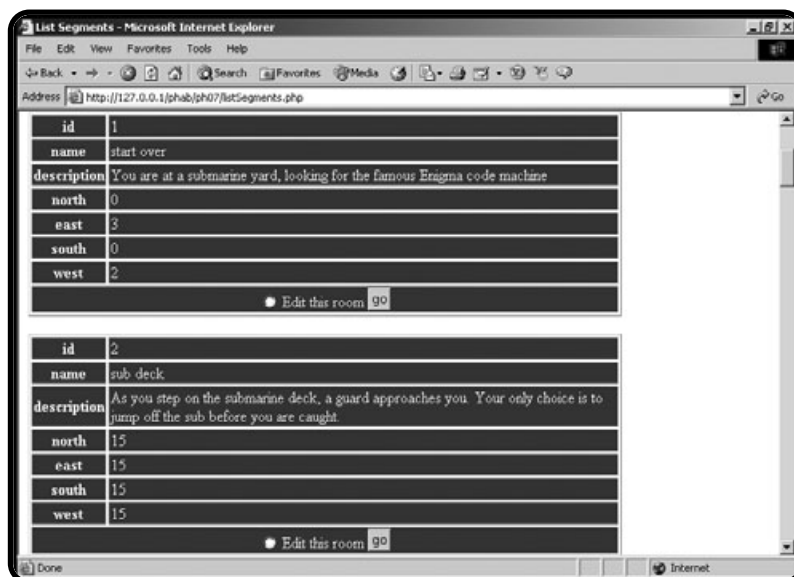 List Segments - Microsoft Internet Explorer
File Edit View Favorites Tools Help
Back Search Favorites Media
Address http://127.0.0.1/phab/ph07/listSegments.php Go
id 1
name start over
description You are at a submarine yard, looking for the famous Enigma code machine
north 0
east 3
south 0
west 2
Edit this room go
id 2
name sub deck
description As you step on the submarine deck, a guard approaches you. Your only choice is to
jump off the sub before you are caught.
north 15
east 15
south 15
west 15
Edit this room go
Done Internet